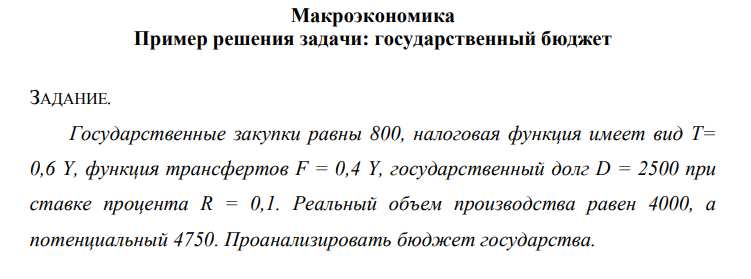 Макроэкономика
Пример решения задачи: государственный бюджет
ЗАДАНИЕ.
Государственные закупки равны 800, налоговая функция имеет вид T=
0,6 Y, функция трансфертов F = 0,4 Y, государственный долг D = 2500 при
ставке процента R = 0,1. Реальный объем производства равен 4000, а
потенциальный 4750. Проанализировать бюджет государства.